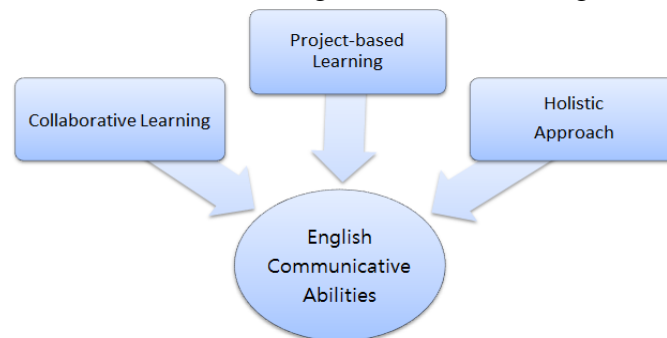 Project-based
Learning
Collaborative Learning
Holistic
Approach
English
Communicative
Abilities